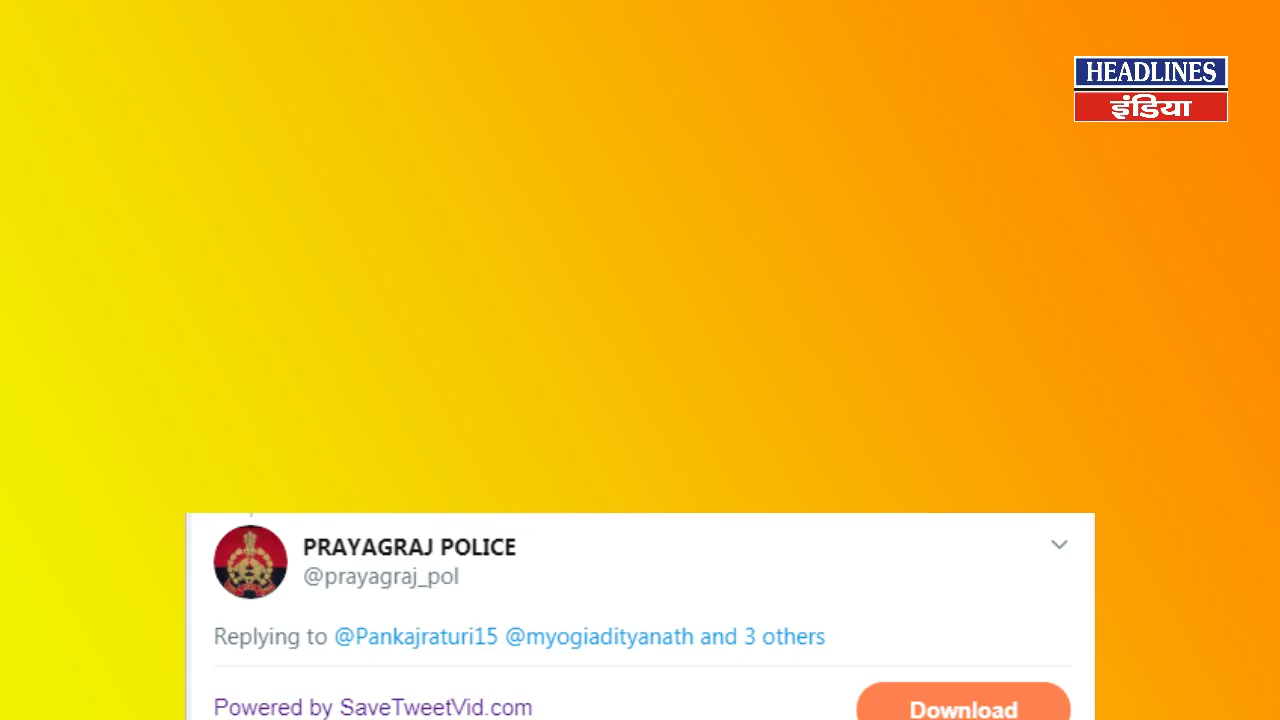 HEADLINES
इंडिया
PRAYAGRAJ POLICE
@prayagraj_pol
Replying to @Pankajraturi15 @myogiadityanath and 3 others
Powered by SaveTweetVid.com
Download